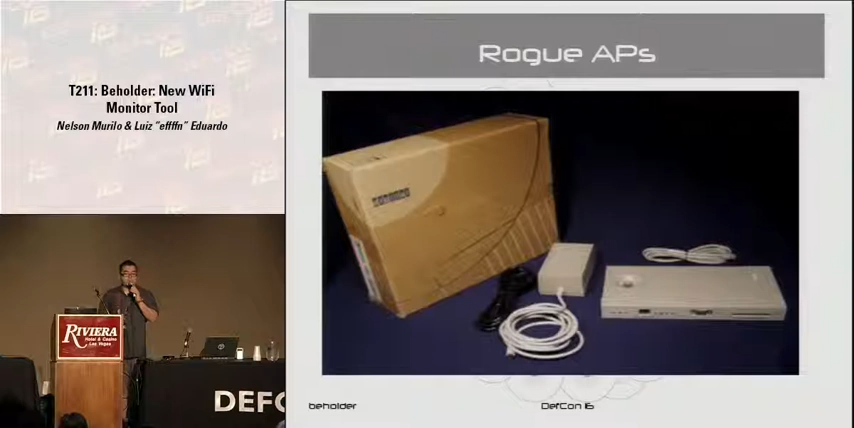 T211: Beholder: New WiFi
Monitor Tool
Nelson Murilo & Luiz "effffn" Eduardo
RIVIERA
Hotel & Casino
Las Vegas
DEFC
Rogue APs
beholder
DefCon 16